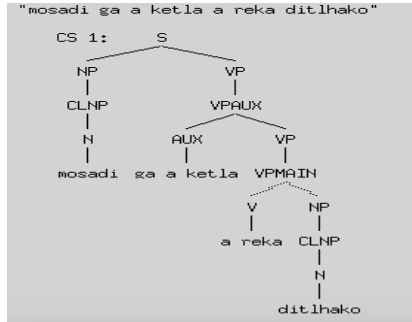 "mosadi ga a ketla a reka ditlhako"
CS 1: S
NP VP
CLNP VPAUX
N AUX VP
mosadi ga a ketla VPMAIN
V NP
a reka CLNP
N
ditlhako